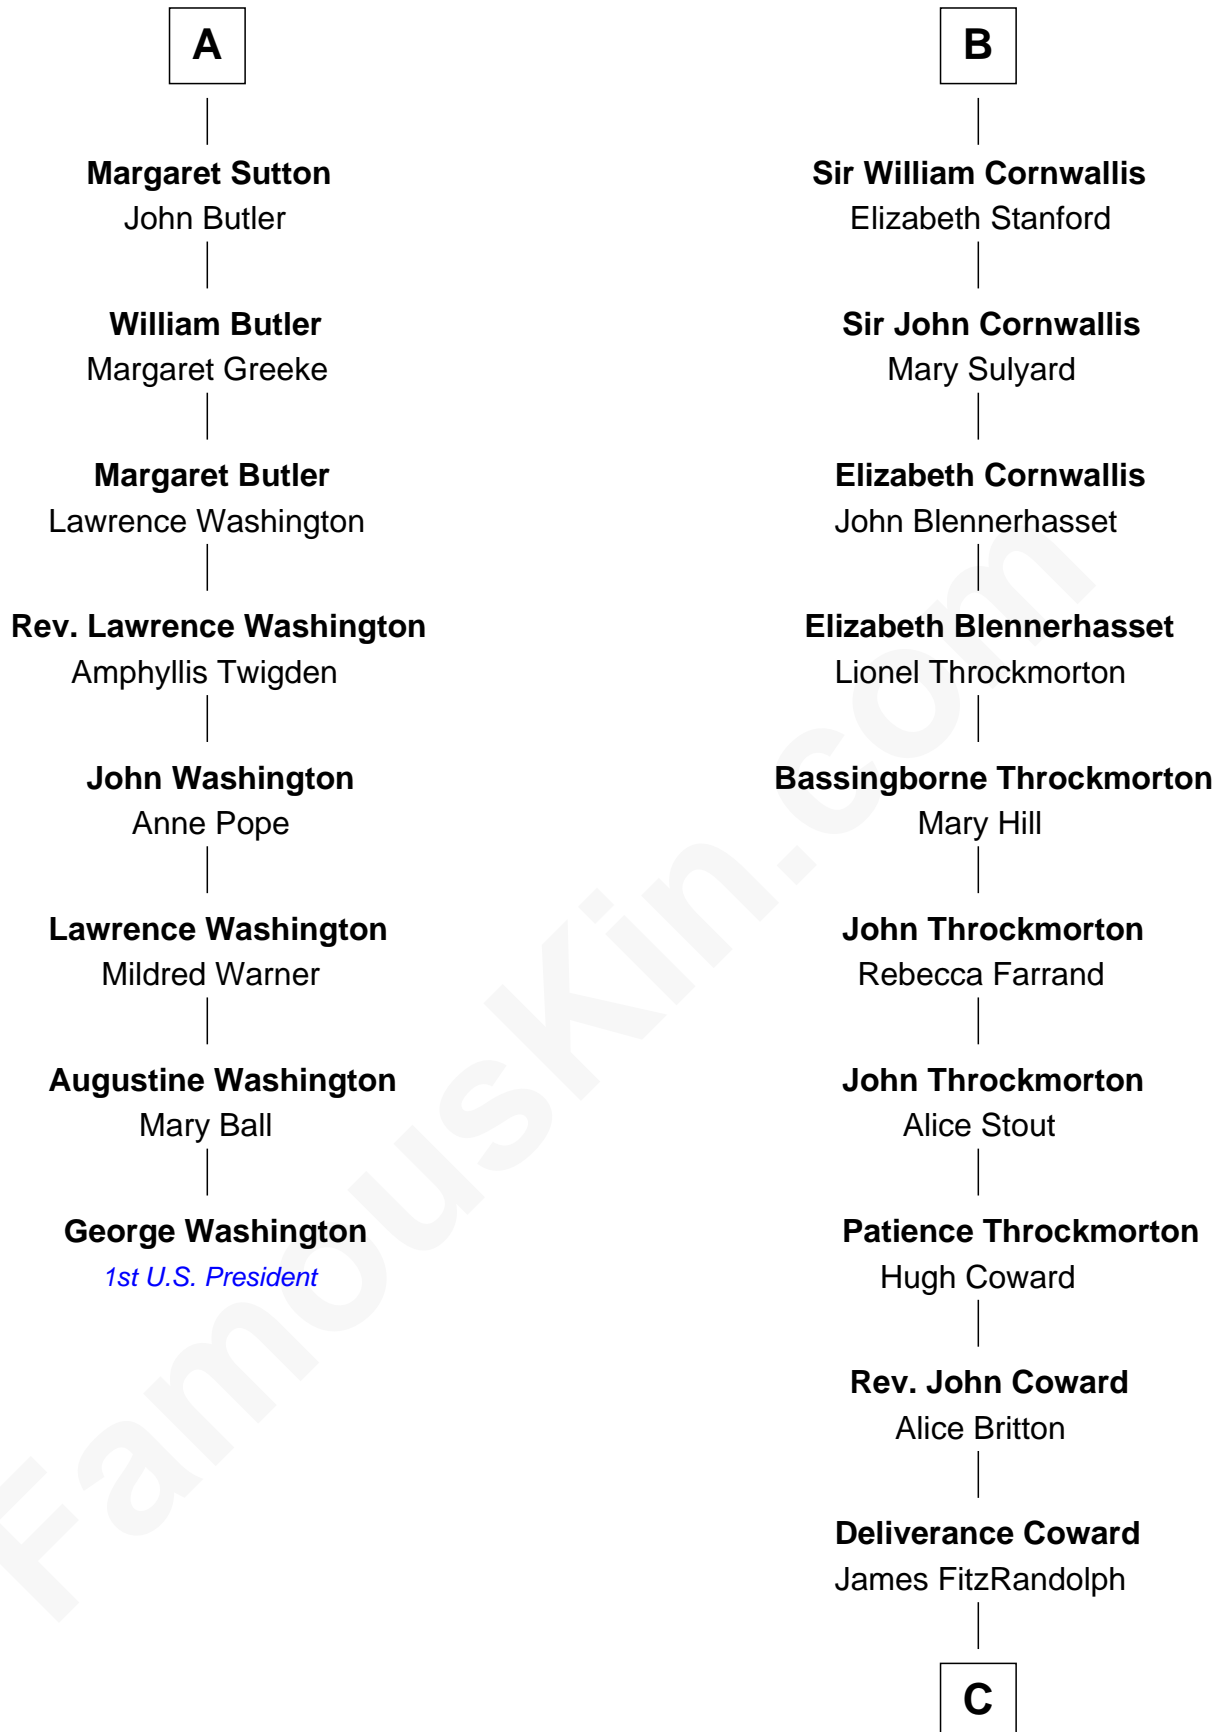 A
Margaret Sutton
John Butler
William Butler
Margaret Greeke
Margaret Butler
Lawrence Washington
Rev. Lawrence Washington
Amphyllis Twigden
John Washington
Anne Pope
Lawrence Washington
Mildred Warner
Augustine Washington
Mary Ball
George Washington
1st U.S. President
B
Sir William Cornwallis
Elizabeth Stanford
Sir John Cornwallis
Mary Sulyard
Elizabeth Cornwallis
John Blennerhasset
Elizabeth Blennerhasset
Lionel Throckmorton
Bassingborne Throckmorton
Mary Hill
John Throckmorton
Rebecca Farrand
John Throckmorton
Alice Stout
Patience Throckmorton
Hugh Coward
Rev. John Coward
Alice Britton
Deliverance Coward
James FitzRandolph
C
FamousKin.com